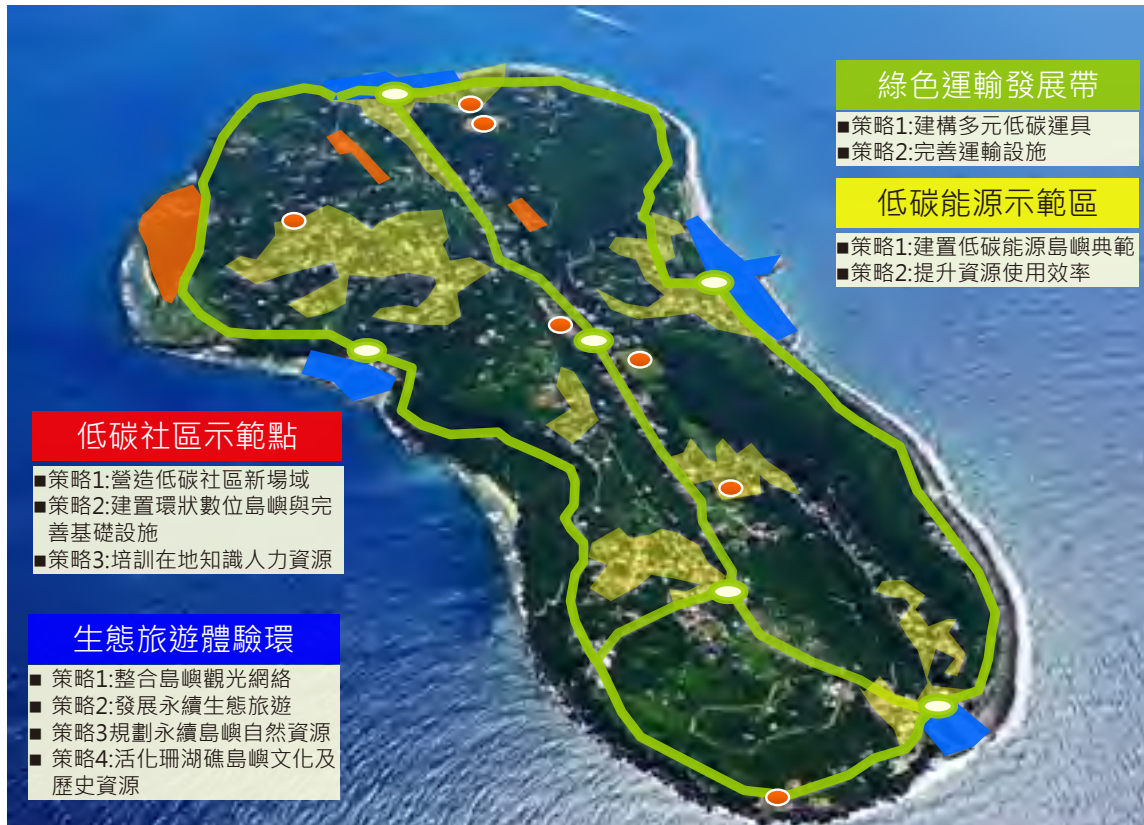 綠色運輸發展帶
■策略1:建構多元低碳運具
■策略2:完善運輸設施
低碳能源示範區
■策略1:建置低碳能源島嶼典範
■策略2:提升資源使用效率
低碳社區示範點
■策略1:營造低碳社區新場域
■策略2:建置環狀數位島嶼與完
善基礎設施
■策略3:培訓在地知識人力資源
生態旅遊體驗環
■ 策略1:整合島嶼觀光網絡
■ 策略2:發展永續生態旅遊
■ 策略3規劃永續島嶼自然資源
■ 策略4:活化珊湖礁島嶼文化及
歷史資源